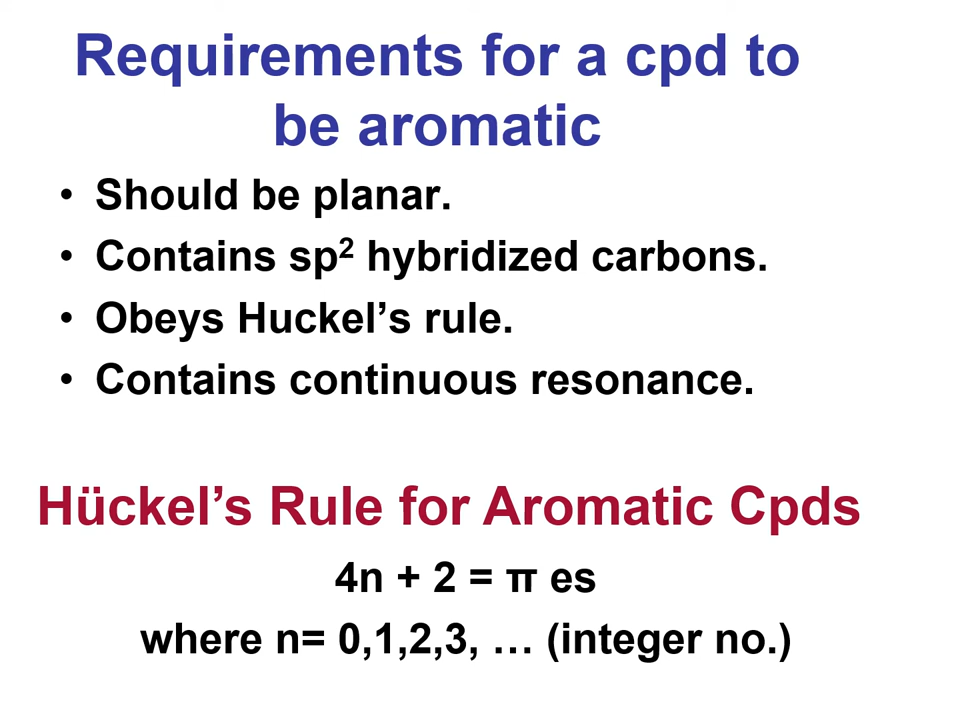 Requirements for a cpd to
be aromatic
• Should be planar.
• Contains sp² hybridized carbons.
• Obeys Huckel’s rule.
• Contains continuous resonance.
Hückel’s Rule for Aromatic Cpds
4n + 2 = π es
where n= 0,1,2,3, … (integer no.)